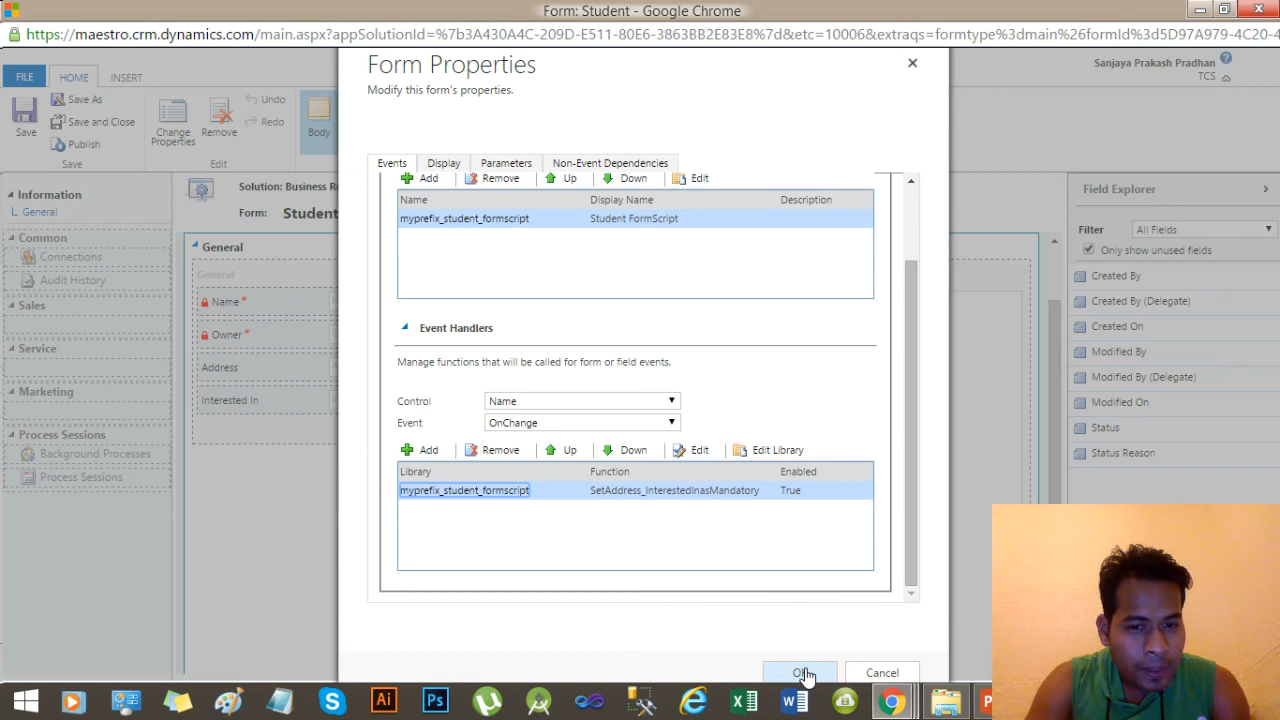 Form: Student - Google Chrome
https://maestro.crm.dynamics.com/main.aspx?appSolutionId=%7b3A430A4C-209D-E511-80E6-3863BB2E83E8%7d&etc=10006&extraqs=formtype%3dmain%26formId%3d5D97A979-4C20-4
FILE
HOME
INSERT
Sanjaya Prakash Pradhan
TCS
Save
Save As
Save and Close
Publish
Save
Change Properties
Remove
Undo
Redo
Edit
Body
Information
General
Common
Connections
Audit History
Sales
Service
Marketing
Process Sessions
Background Processes
Process Sessions
Solution: Business R
Form: Student
General
General
Name *
Owner *
Address
Interested In
Form Properties
Modify this form's properties.
Events
Display
Parameters
Non-Event Dependencies
Add
Remove
Up
Down
Edit
Name
Display Name
Description
myprefix_student_formscript
Student FormScript
Event Handlers
Manage functions that will be called for form or field events.
Control
Name
Event
OnChange
Add
Remove
Up
Down
Edit
Edit Library
Library
Function
Enabled
myprefix_student_formscript
SetAddress_InterestedInasMandatory
True
Cancel
Field Explorer
Filter
All Fields
Only show unused fields
Created By
Created By (Delegate)
Created On
Modified By
Modified By (Delegate)
Modified On
Status
Status Reason
Ai
Ps